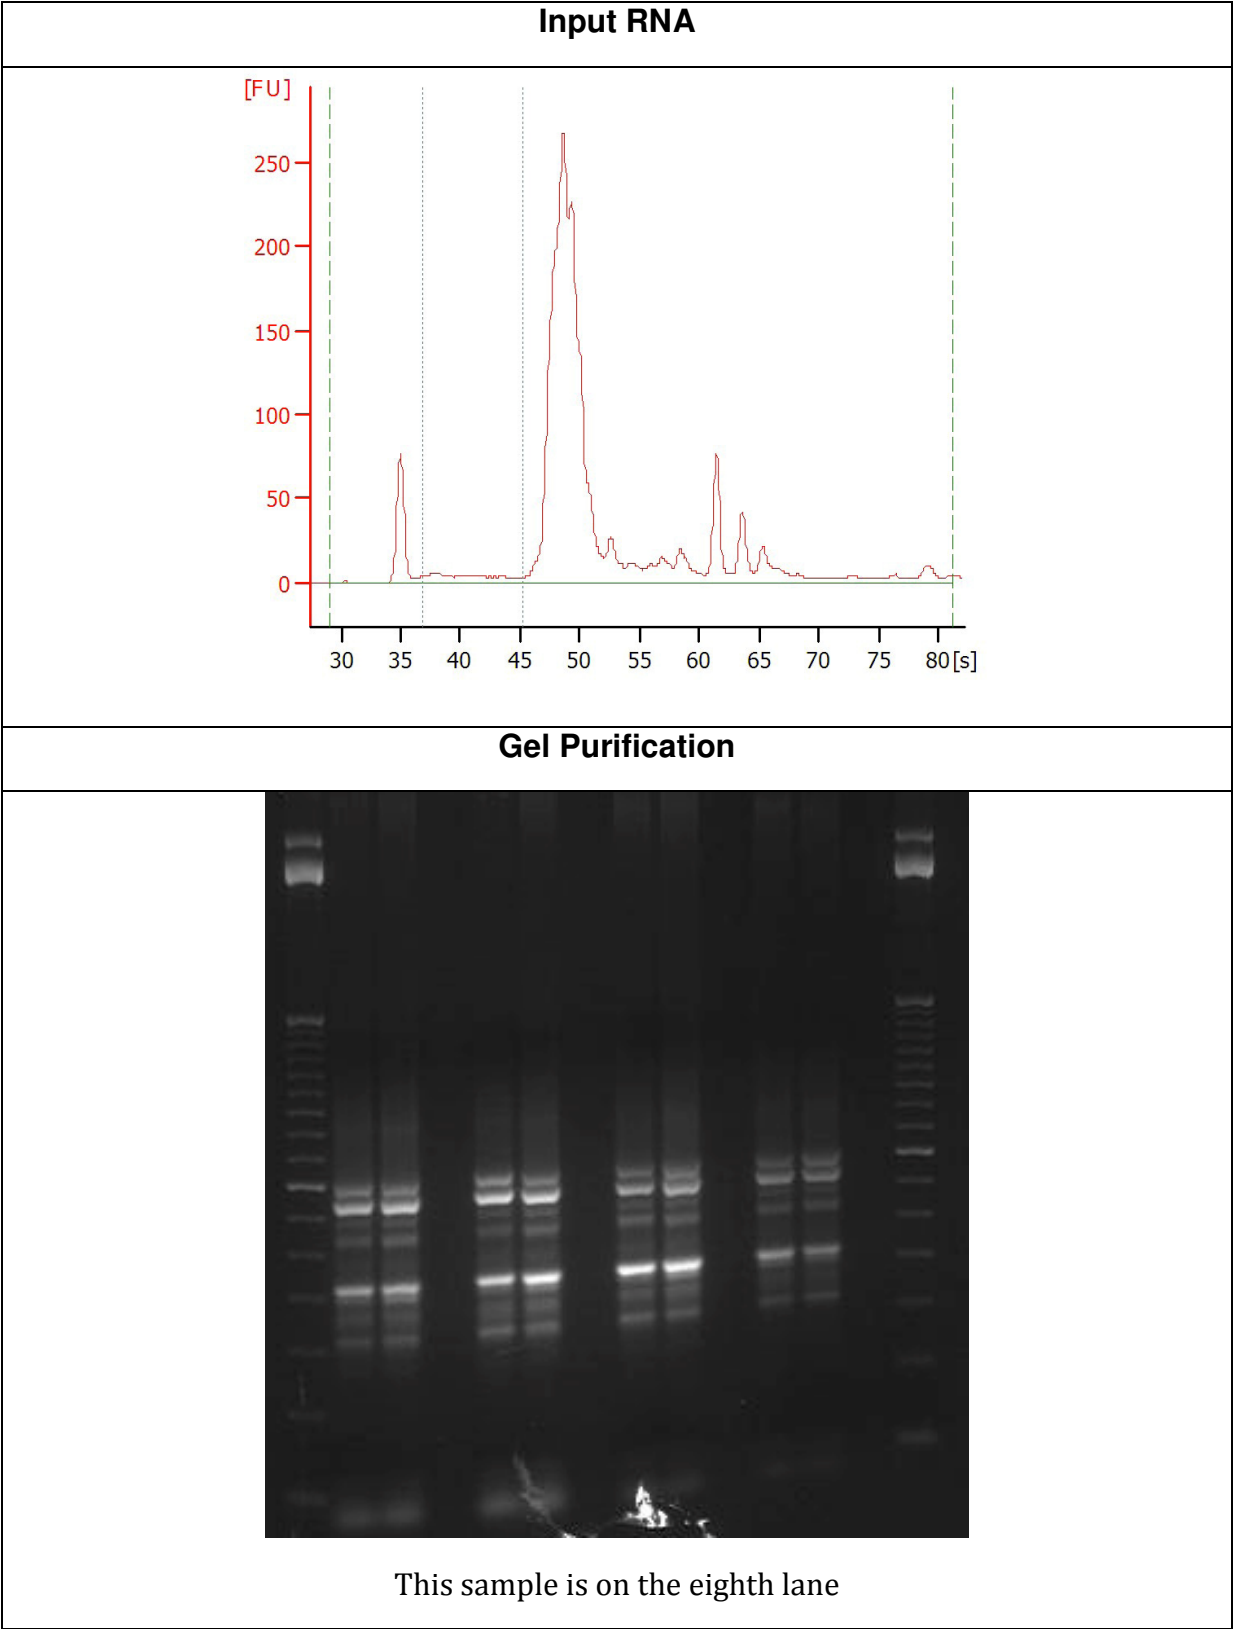 Input RNA
[FU]
250
200
150
100
50
0
30 35 40 45 50 55 60 65 70 75 80 [s]
Gel Purification
This sample is on the eighth lane